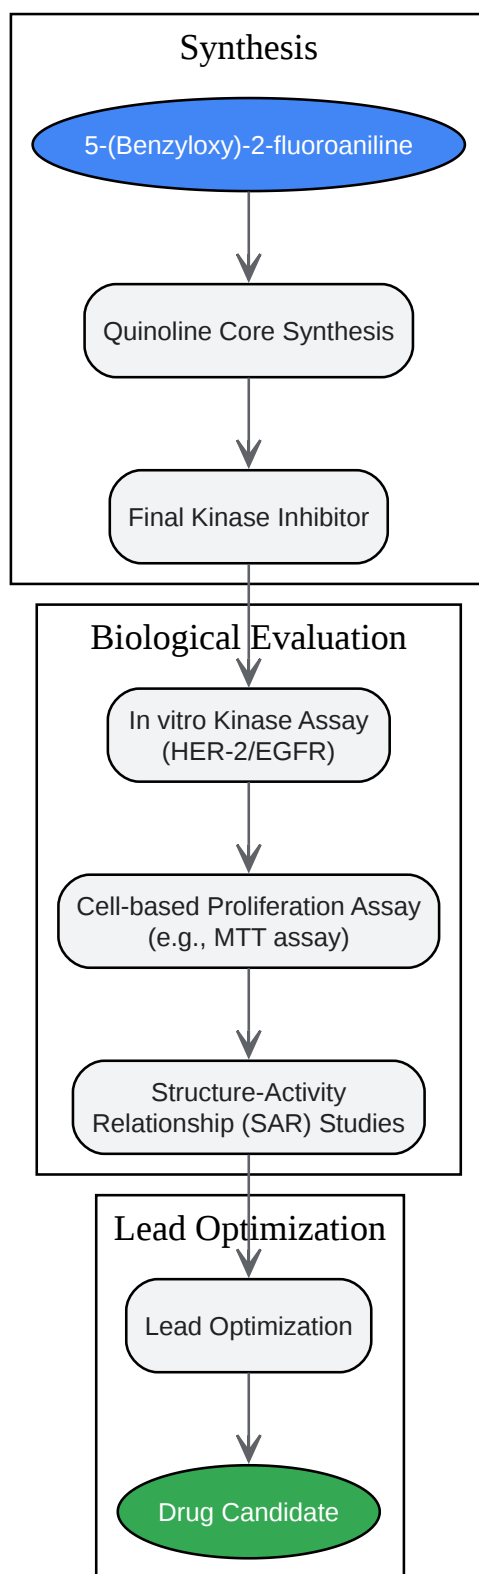 Synthesis
5-(Benzyloxy)-2-fluoroaniline
Quinoline Core Synthesis
Final Kinase Inhibitor
Biological Evaluation
In vitro Kinase Assay
(HER-2/EGFR)
Cell-based Proliferation Assay
(e.g., MTT assay)
Structure-Activity
Relationship (SAR) Studies
Lead Optimization
Lead Optimization
Drug Candidate